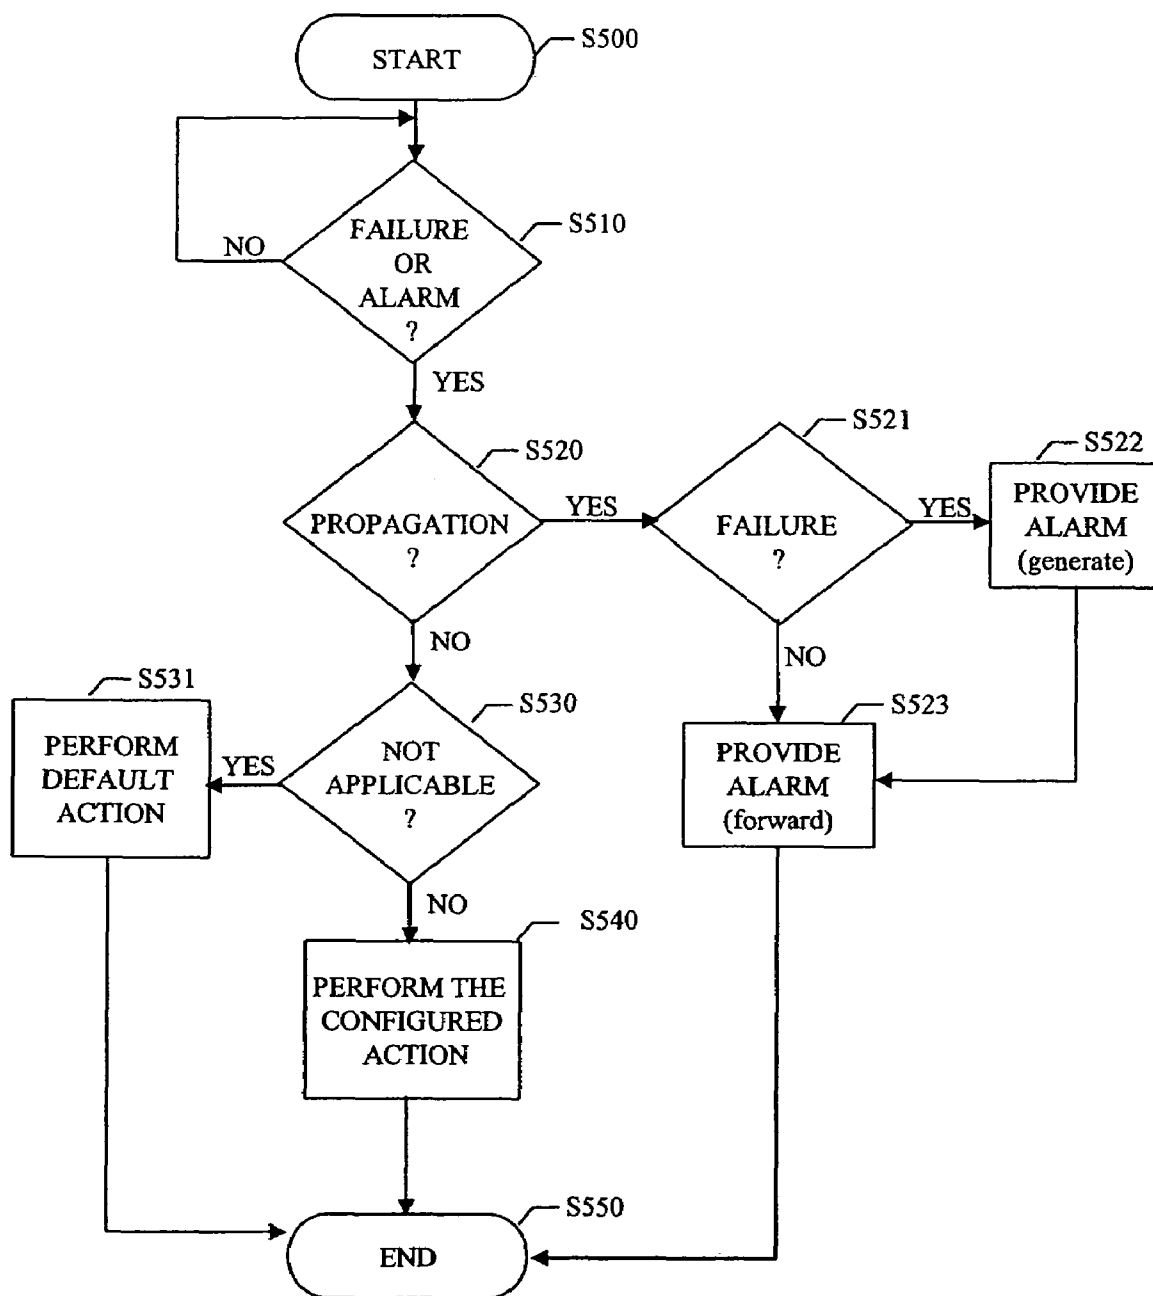 START
S500
FAILURE
OR
ALARM
?
S510
NO
YES
PROPAGATION
?
S520
YES
FAILURE
?
S521
YES
PROVIDE
ALARM
(generate)
S522
NO
NO
PROVIDE
ALARM
(forward)
S523
NOT
APPLICABLE
?
S530
YES
PERFORM
DEFAULT
ACTION
S531
NO
PERFORM THE
CONFIGURED
ACTION
S540
END
S550